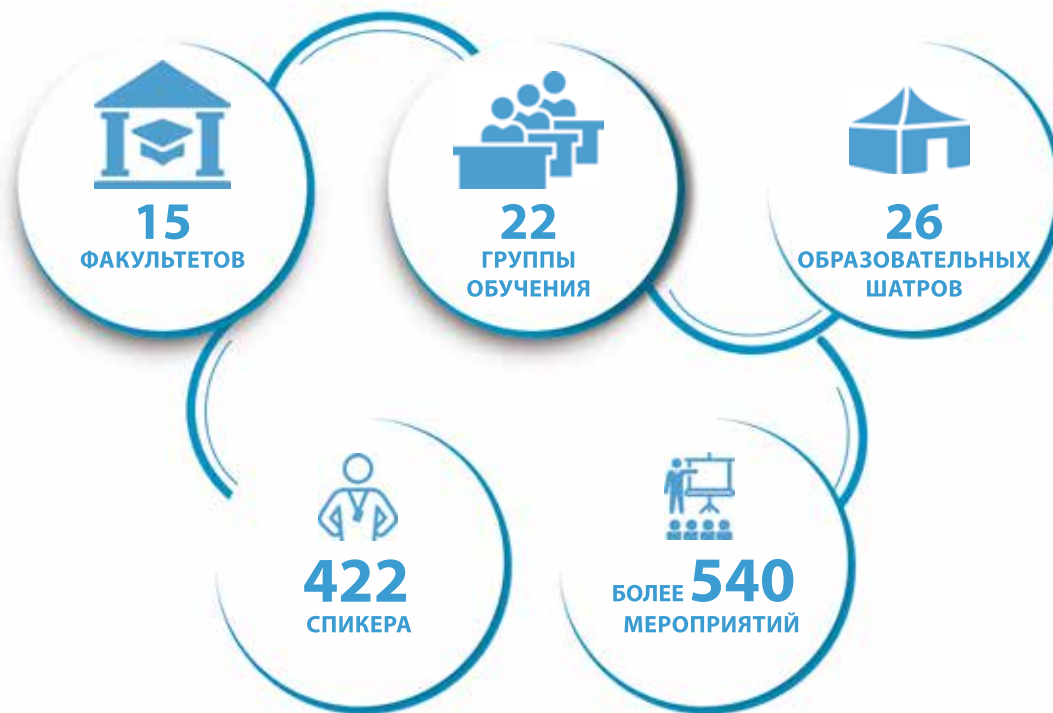 15
ФАКУЛЬТЕТОВ
22
ГРУППЫ
ОБУЧЕНИЯ
26
ОБРАЗОВАТЕЛЬНЫХ
ШАТРОВ
422
СПИКЕРА
БОЛЕЕ 540
МЕРОПРИЯТИЙ